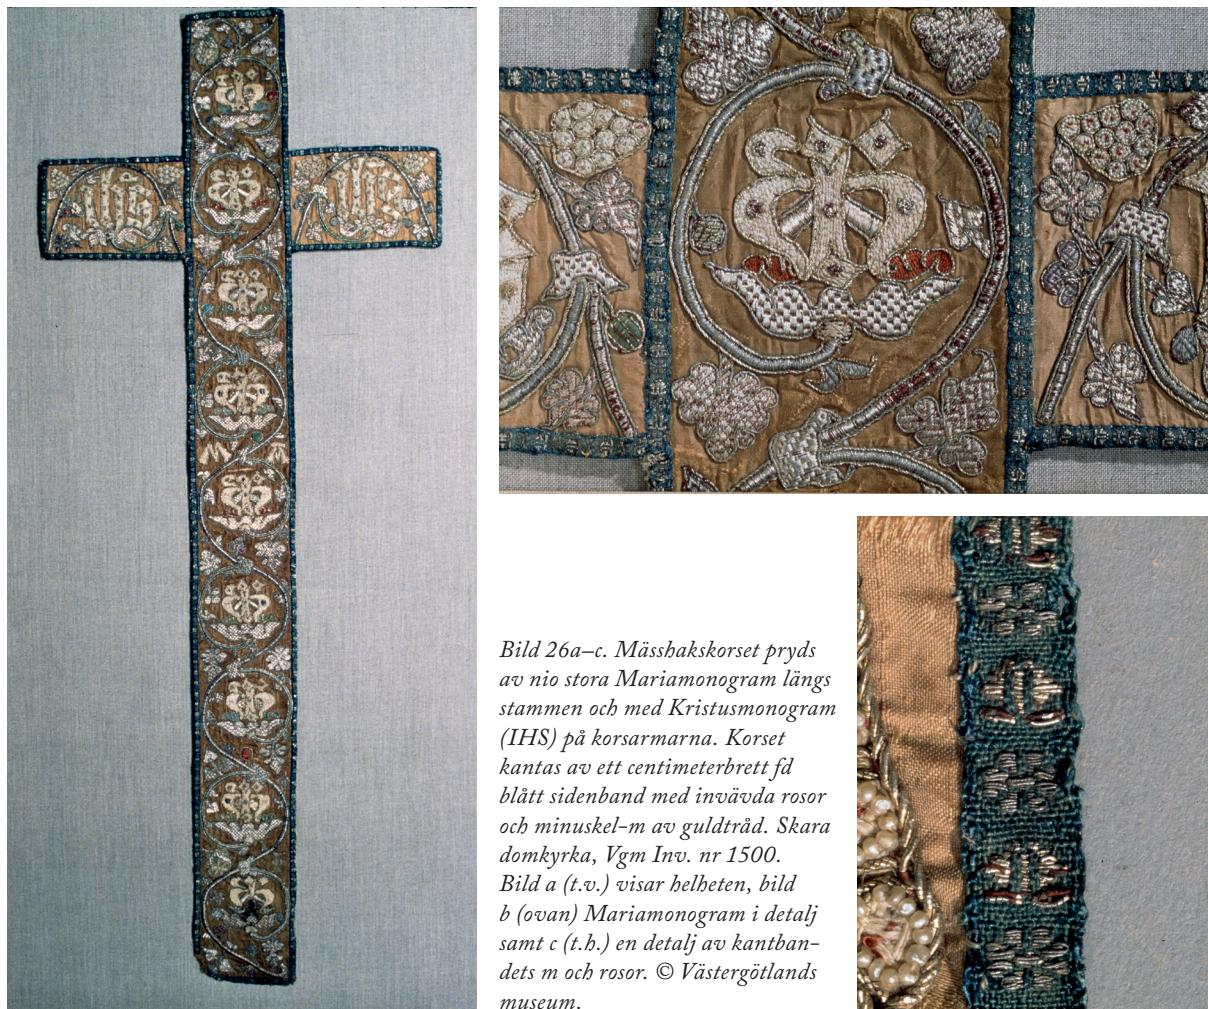 Bild 26a–c. Mässhakskorset pryds
av nio stora Mariamonogram längs
stammen och med Kristusmonogram
(IHS) på korsarmarna. Korset
kantas av ett centimeterbrett fd
blått sidenband med invävda rosor
och minuskel-m av guldtråd. Skara
domkyrka, Vgm Inv. nr 1500.
Bild a (t.v.) visar helheten, bild
b (ovan) Mariamonogram i detalj
samt c (t.h.) en detalj av kantban-
dets m och rosor. © Västergötlands
museum.